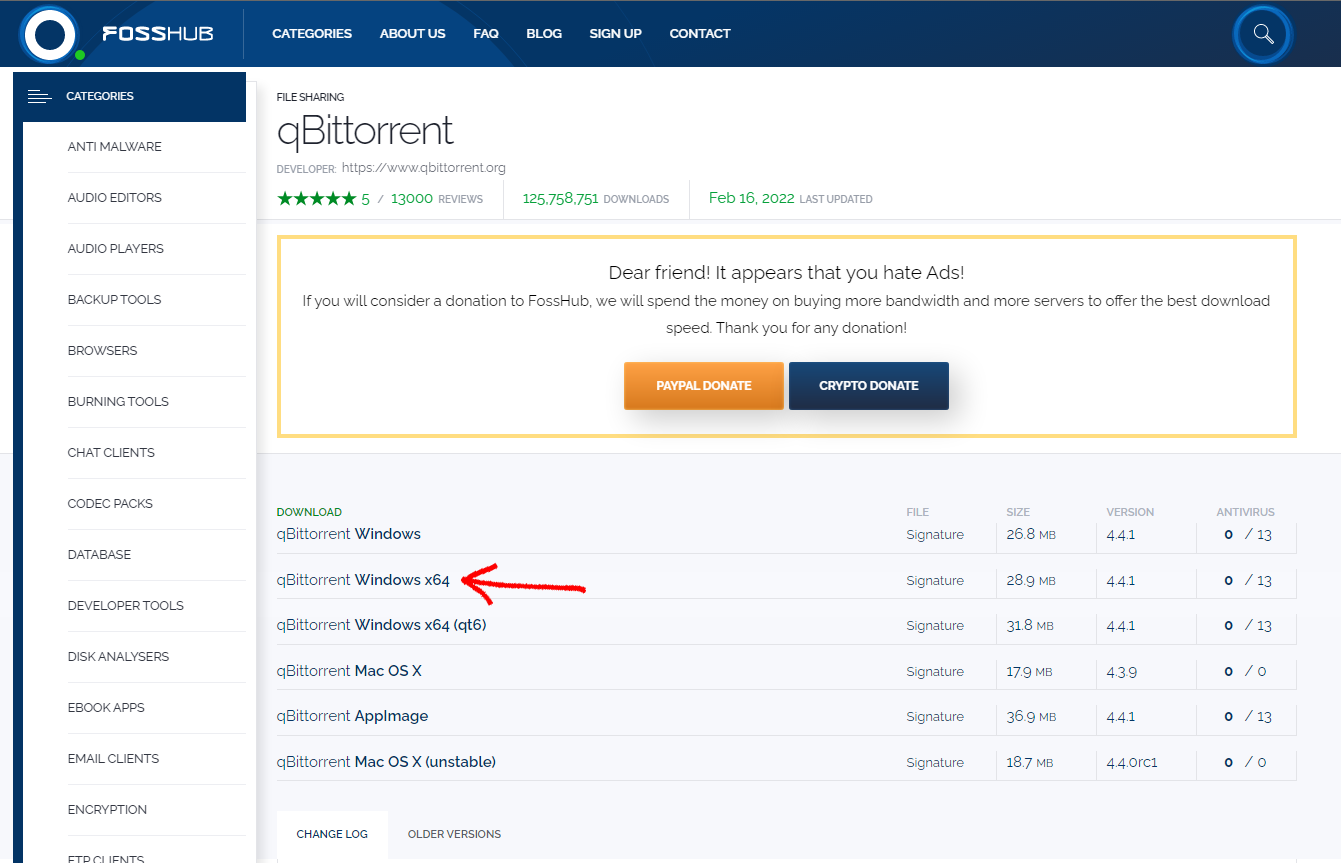 FOSSHUB
CATEGORIES ABOUT US FAQ BLOG SIGN UP CONTACT
CATEGORIES
ANTI MALWARE
AUDIO EDITORS
AUDIO PLAYERS
BACKUP TOOLS
BROWSERS
BURNING TOOLS
CHAT CLIENTS
CODEC PACKS
DATABASE
DEVELOPER TOOLS
DISK ANALYSERS
EBOOK APPS
EMAIL CLIENTS
ENCRYPTION
FTP CLIENTS
FILE SHARING
qBittorrent
DEVELOPER: https://www.qbittorrent.org
★★★★★ 5 / 13000 REVIEWS 125,758,751 DOWNLOADS Feb 16, 2022 LAST UPDATED
Dear friend! It appears that you hate Ads!
If you will consider a donation to FossHub, we will spend the money on buying more bandwidth and more servers to offer the best download
speed. Thank you for any donation!
PAYPAL DONATE CRYPTO DONATE
DOWNLOAD FILE SIZE VERSION ANTIVIRUS
qBittorrent Windows Signature 26.8 MB 4.4.1 0 / 13
qBittorrent Windows x64 Signature 28.9 MB 4.4.1 0 / 13
qBittorrent Windows x64 (qt6) Signature 31.8 MB 4.4.1 0 / 13
qBittorrent Mac OS X Signature 17.9 MB 4.3.9 0 / 0
qBittorrent AppImage Signature 36.9 MB 4.4.1 0 / 13
qBittorrent Mac OS X (unstable) Signature 18.7 MB 4.4.0rc1 0 / 0
CHANGE LOG OLDER VERSIONS